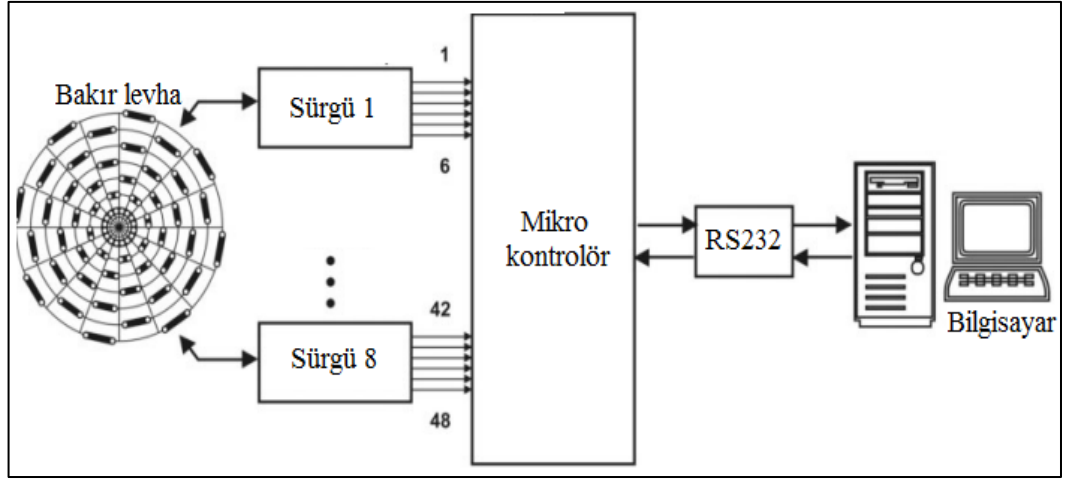 Bakır levha
Sürgü 1
1
6
Sürgü 8
42
48
Mikro
kontrolör
RS232
Bilgisayar